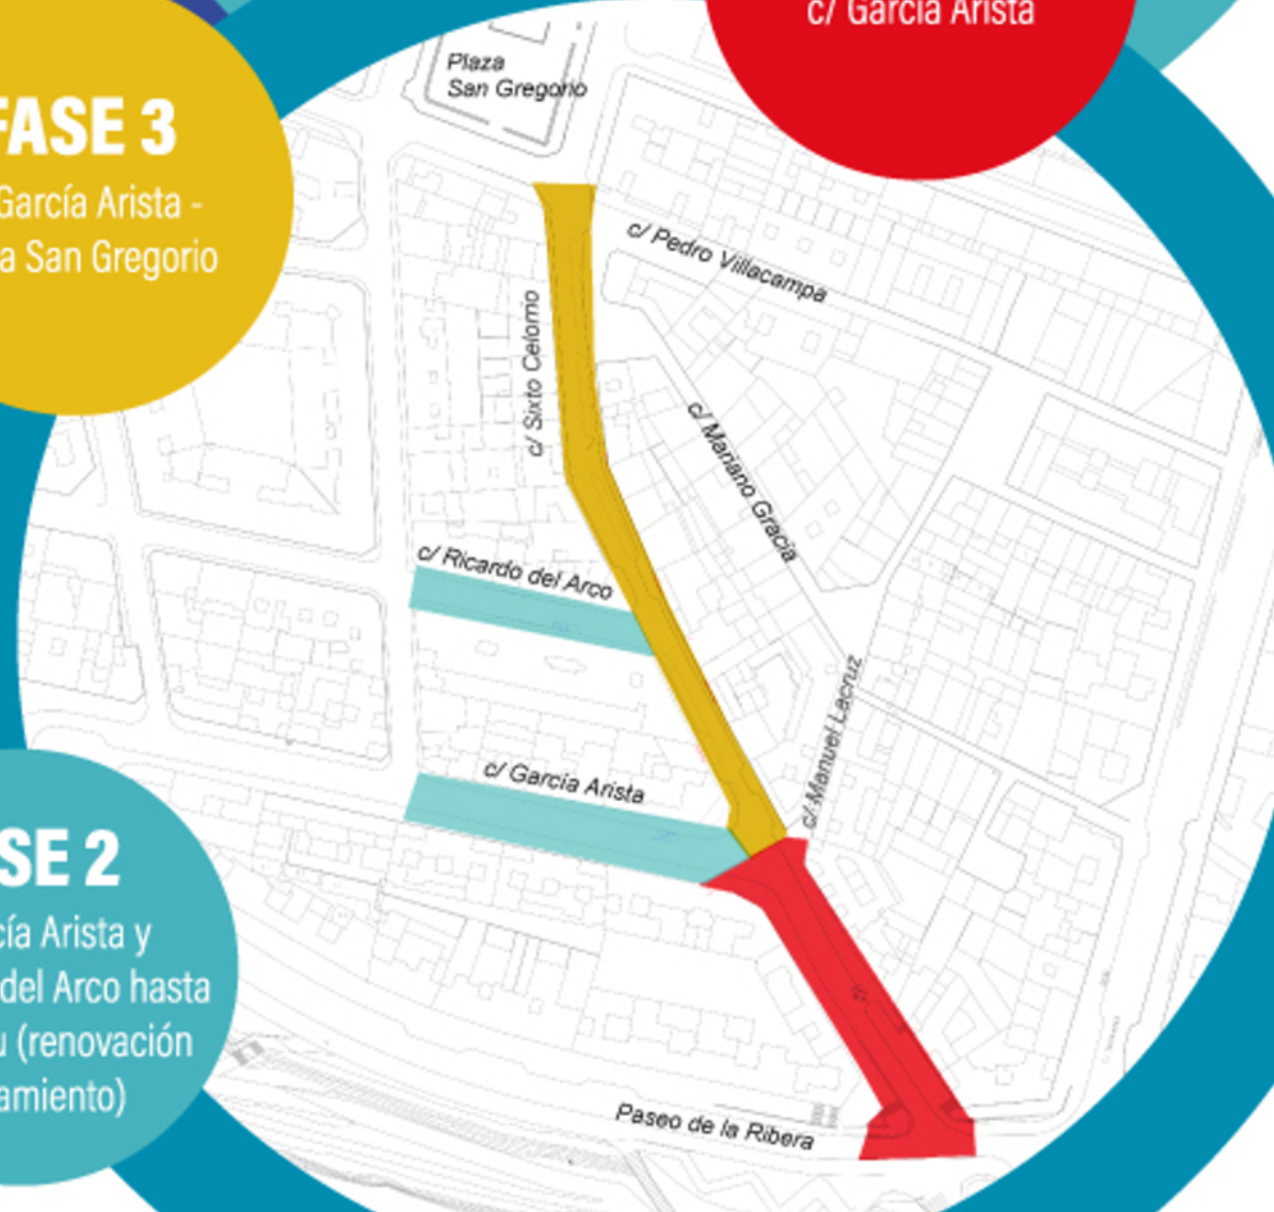 c/ García Arista
Plaza
San Gregorio
FASE 3
García Arista -
a San Gregorio
c/ Pedro Villacampa
c/ Sixto Celorrio
c/ Mariano Gracia
c/ Ricardo del Arco
c/ Manuel Lacruz
c/ García Arista
SE 2
cía Arista y
del Arco hasta
u (renovación
amiento)
Paseo de la Ribera